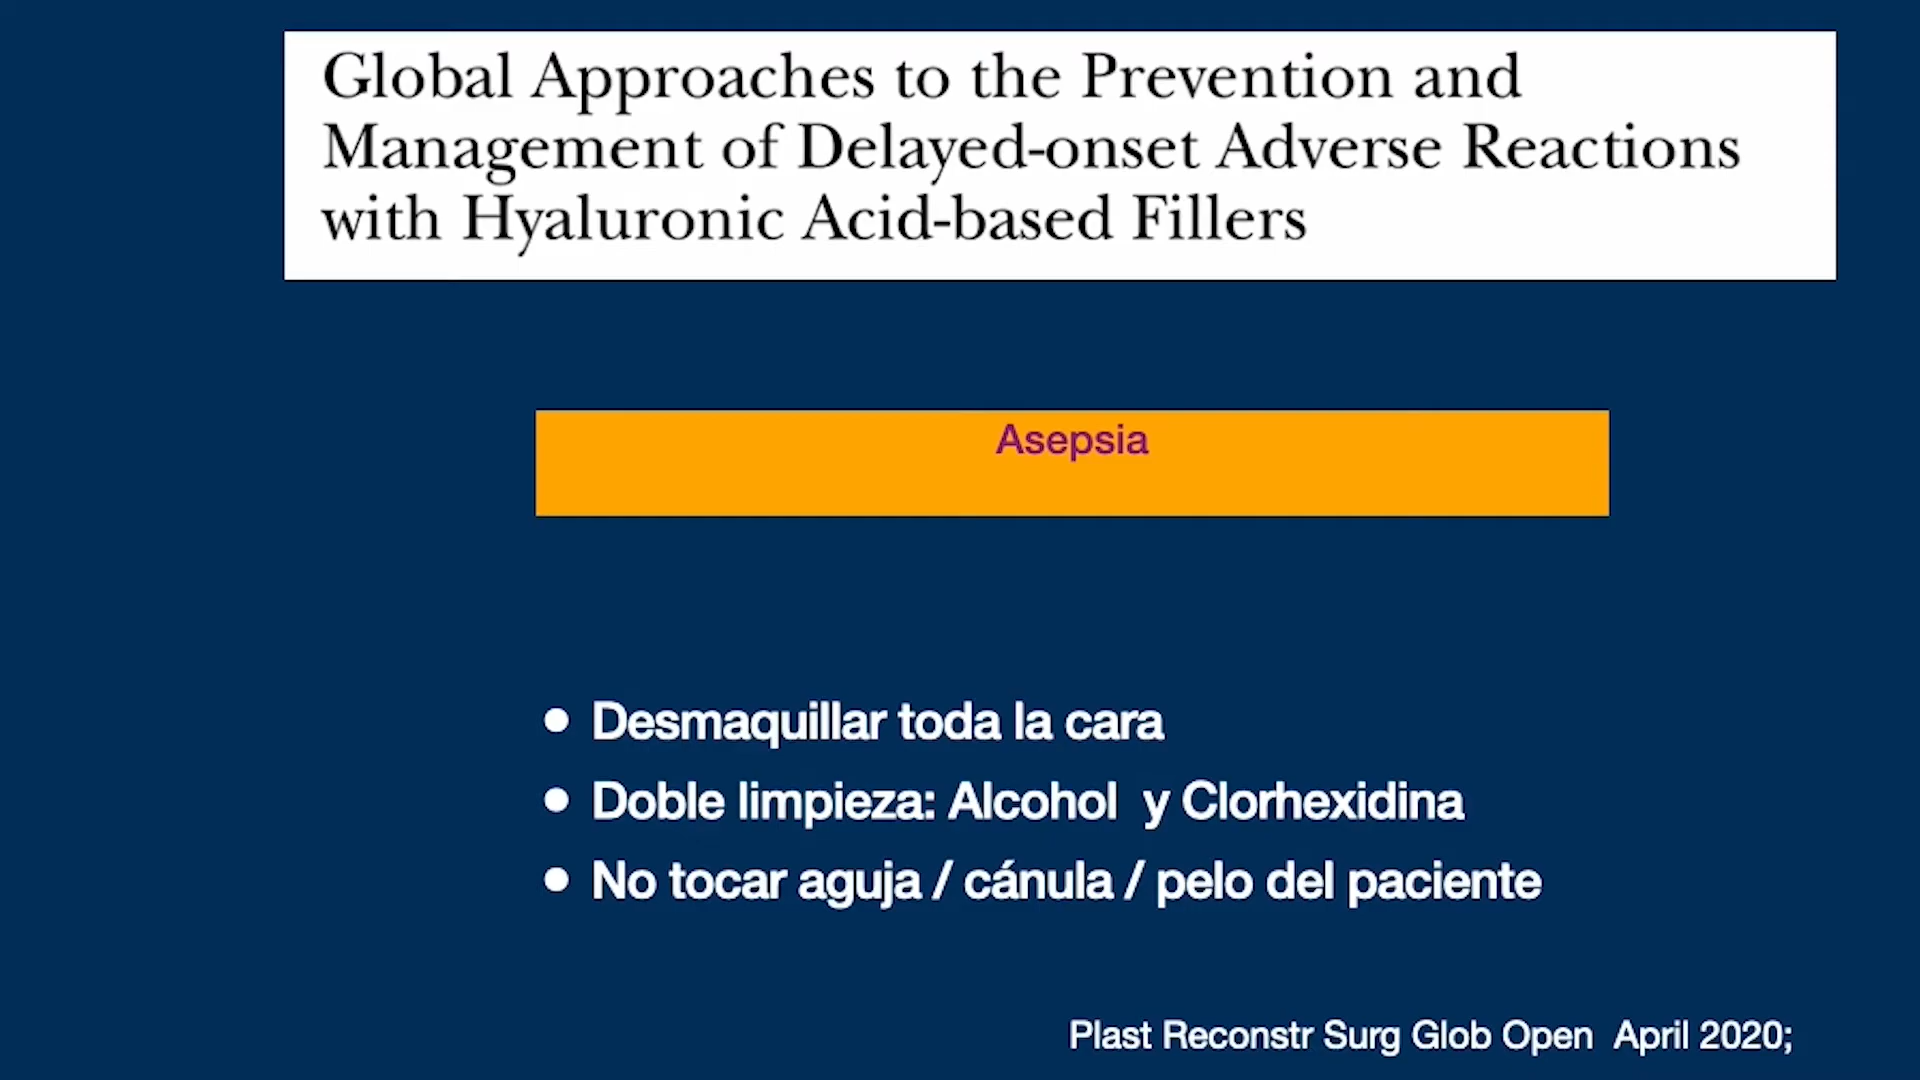 Global Approaches to the Prevention and
Management of Delayed-onset Adverse Reactions
with Hyaluronic Acid-based Fillers
Asepsia
• Desmaquillar toda la cara
• Doble limpieza: Alcohol y Clorhexidina
• No tocar aguja / cánula / pelo del paciente
Plast Reconstr Surg Glob Open April 2020;